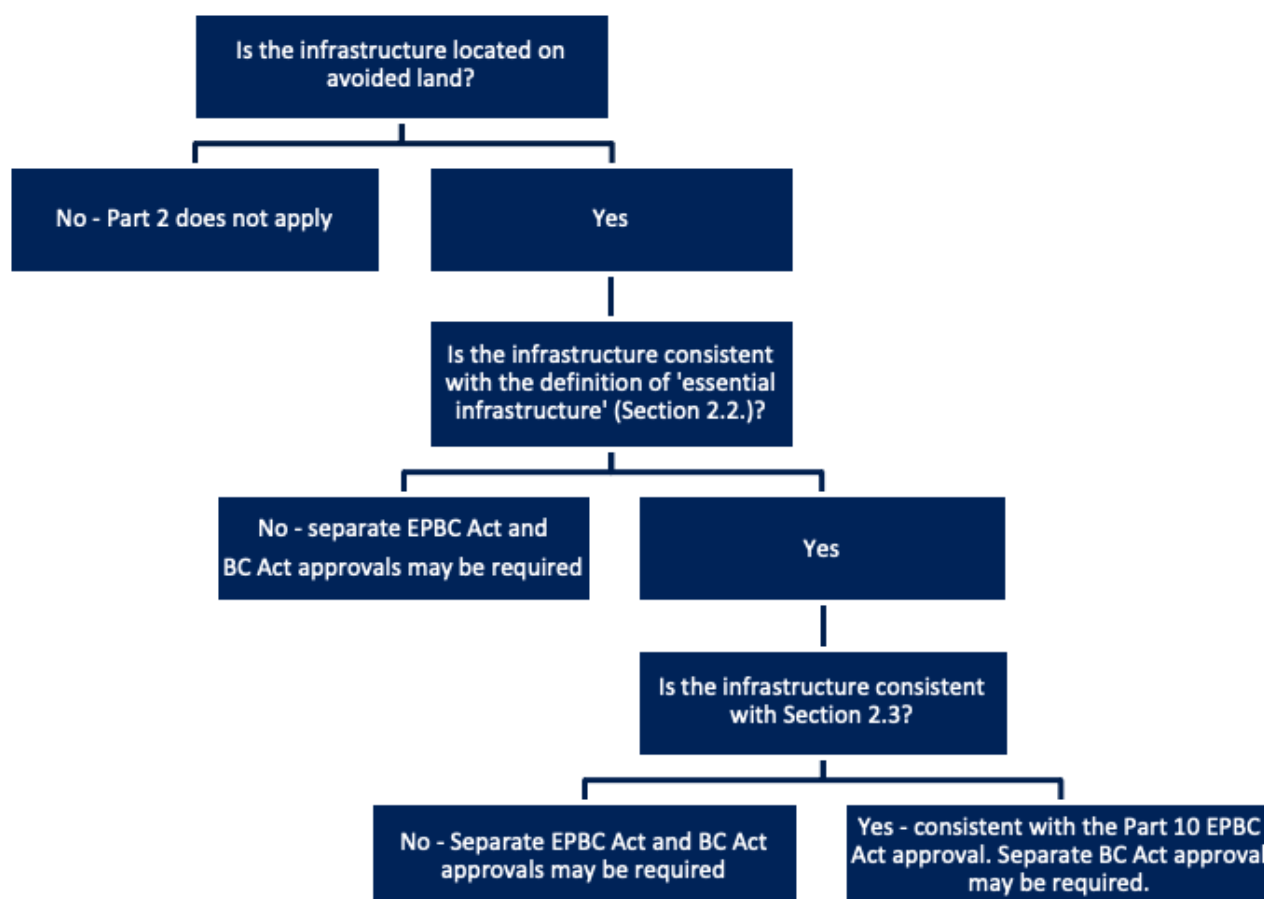 Is the infrastructure located on
avoided land?
No - Part 2 does not apply
Yes
Is the infrastructure consistent
with the definition of 'essential
infrastructure' (Section 2.2.)?
No - separate EPBC Act and
BC Act approvals may be required
Yes
Is the infrastructure consistent
with Section 2.3?
No - Separate EPBC Act and BC Act
approvals may be required
Yes - consistent with the Part 10 EPBC
Act approval. Separate BC Act approval
may be required.